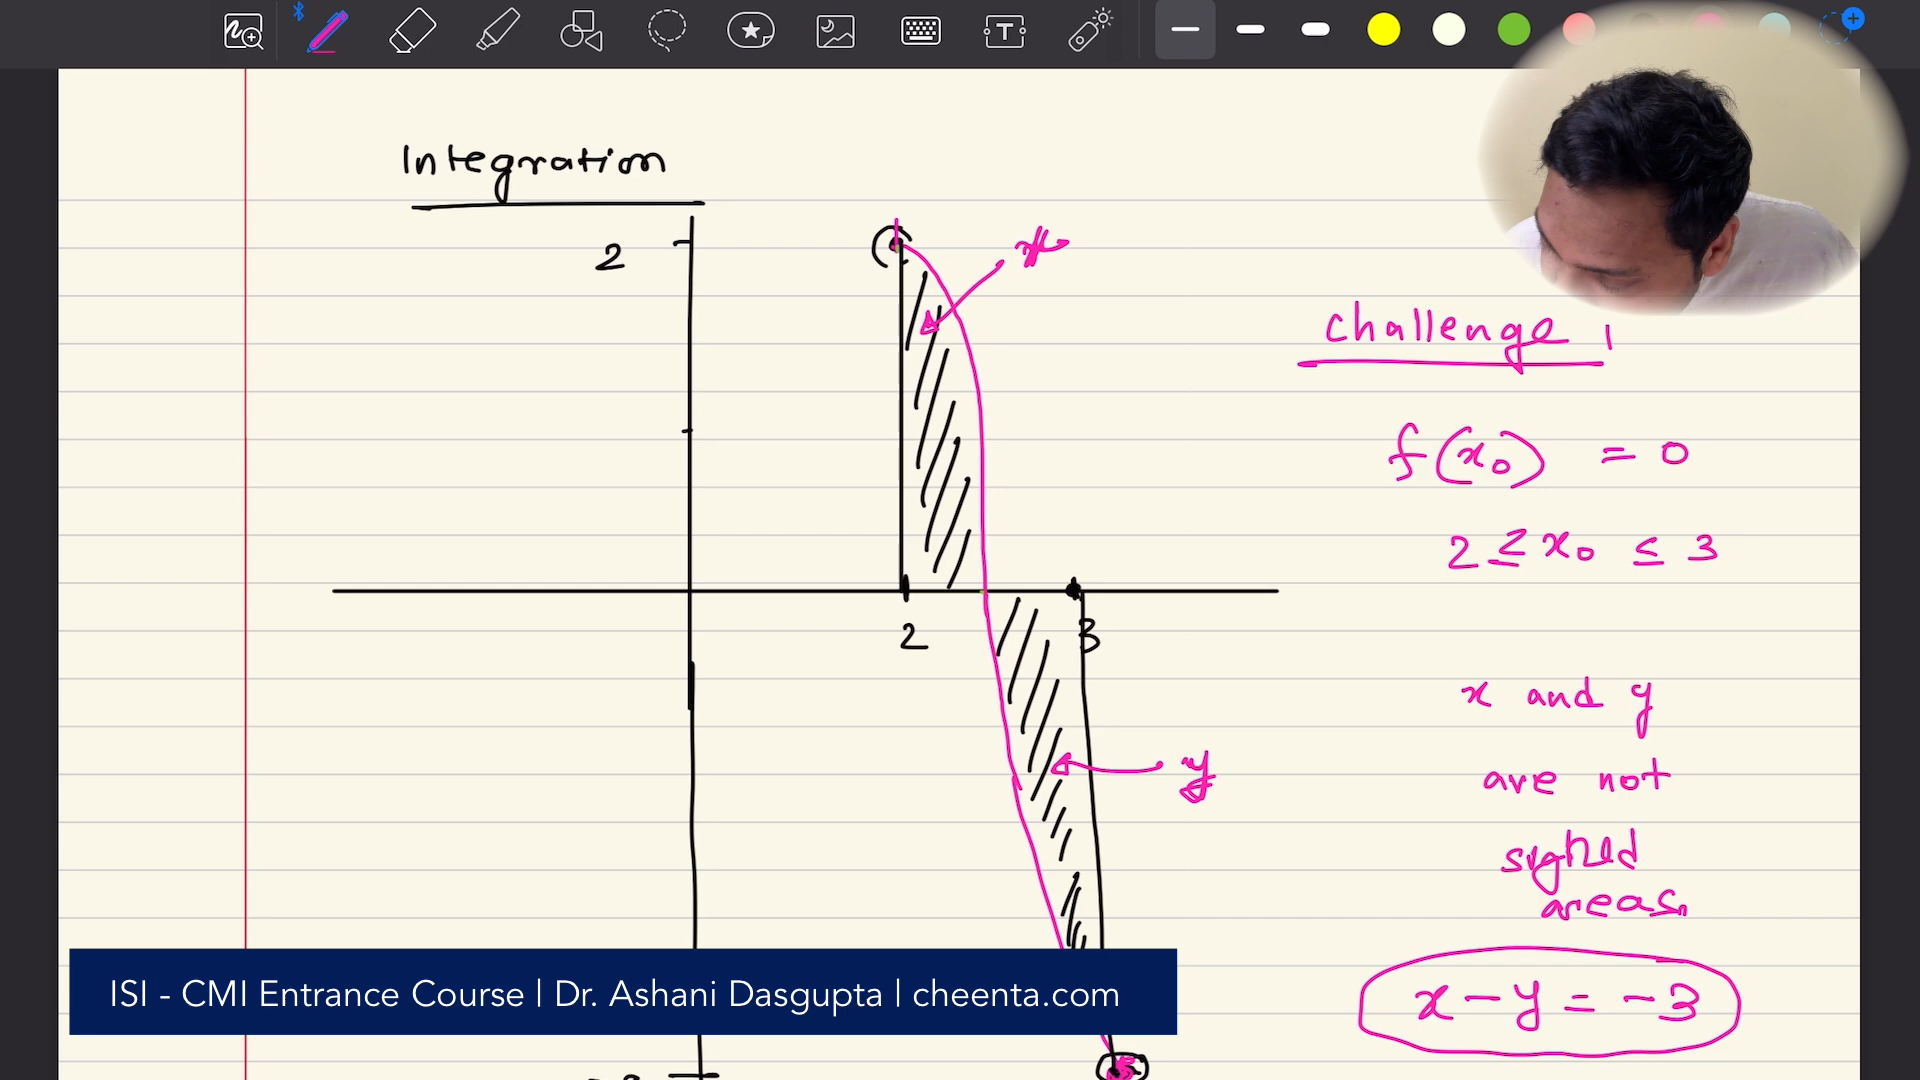 T
Integration
2
x
Challenge 1
f(x₀) = 0
2 ≤ x₀ ≤ 3
2
3
x and y
are not
y
signed
areas
ISI - CMI Entrance Course | Dr. Ashani Dasgupta | cheenta.com
x - y = -3